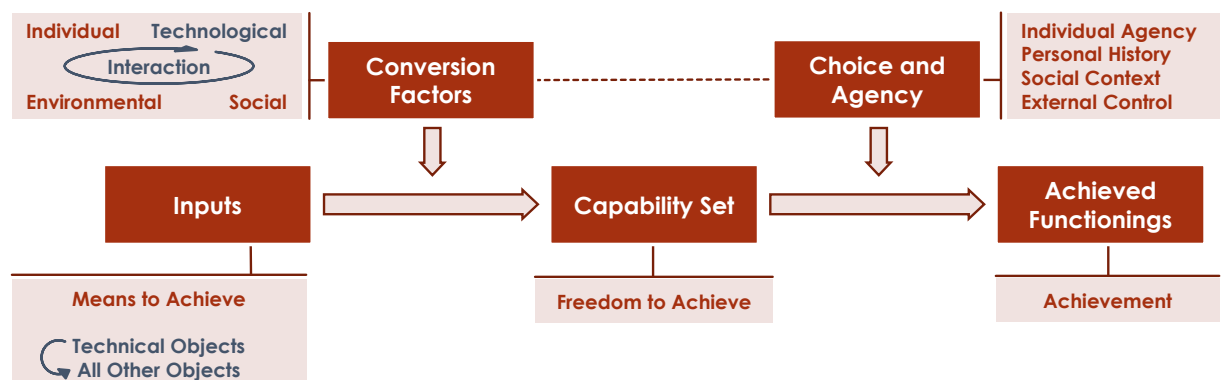 Individual Technological
Interaction
Environmental Social
Conversion
Factors
Choice and
Agency
Individual Agency
Personal History
Social Context
External Control
Inputs
Capability Set
Achieved
Functionings
Means to Achieve
Technical Objects
All Other Objects
Freedom to Achieve
Achievement